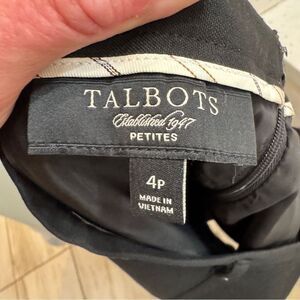 TALBOTS
Established 1947
PETITES
4P
MADE IN
VIETNAM